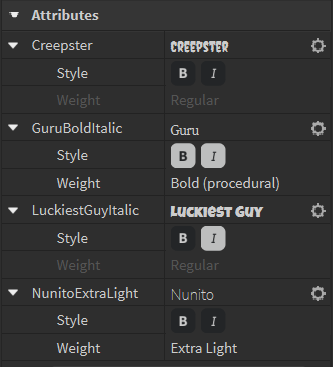 Attributes
Creepster CREEPSTER
Style B I
Weight Regular
GuruBoldItalic Guru
Style B I
Weight Bold (procedural)
LuckiestGuyItalic Luckiest Guy
Style B I
Weight Regular
NunitoExtraLight Nunito
Style B I
Weight Extra Light